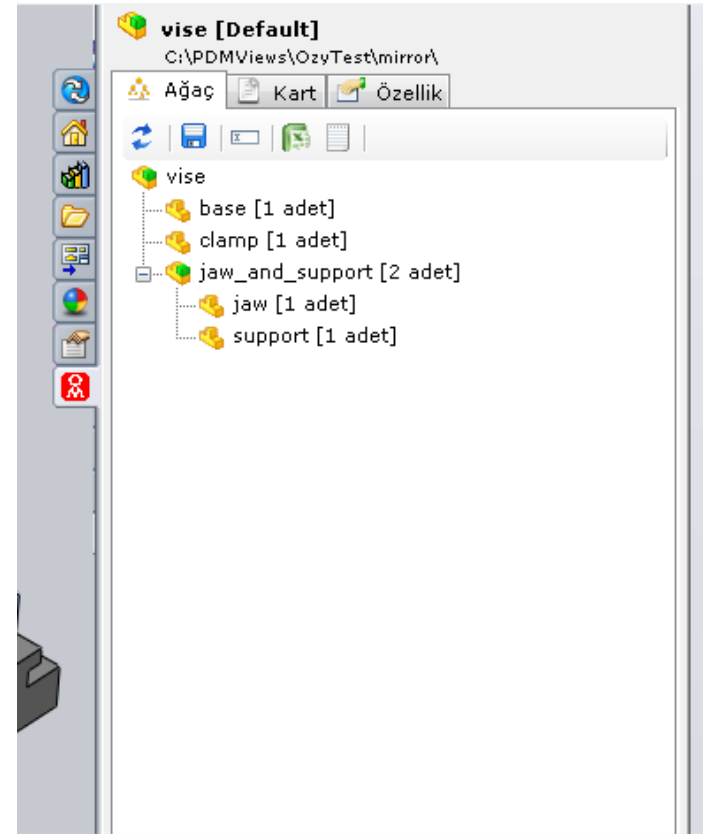 vise [Default]
C:\PDMViews\OzyTest\mirror\
Ağaç Kart Özellik
vise
base [1 adet]
clamp [1 adet]
jaw_and_support [2 adet]
jaw [1 adet]
support [1 adet]